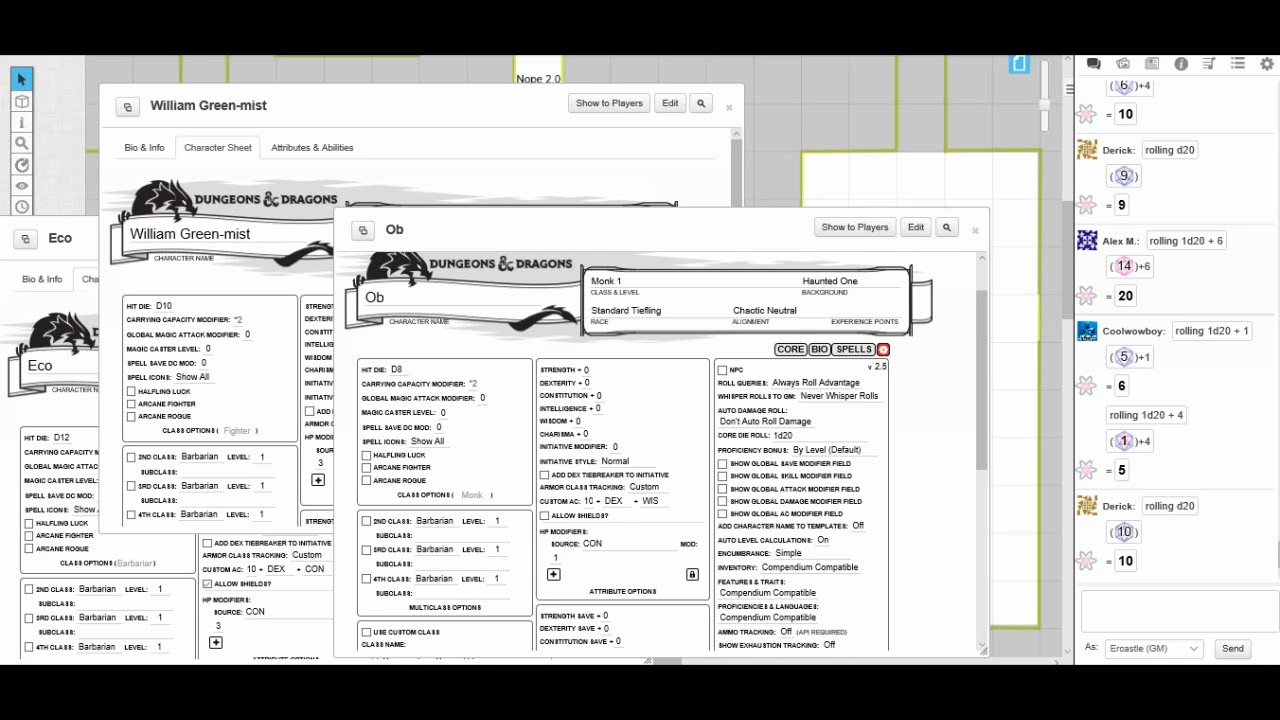 Nope 2.0
William Green-mist
Show to Players
Edit
Bio & Info
Character Sheet
Attributes & Abilities
DUNGEONS & DRAGONS
William Green-mist
CHARACTER NAME
HIT DIE: D10
CARRYING CAPACITY MODIFIER: *2
GLOBAL MAGIC ATTACK MODIFIER: 0
MAGIC CASTER LEVEL: 0
SPELL SAVE DC MOD: 0
SPELL ICONS: Show All
HALFLING LUCK
ARCANE FIGHTER
ARCANE ROGUE
CLASS OPTIONS ( Fighter )
2ND CLASS: Barbarian LEVEL: 1
SUBCLASS:
3RD CLASS: Barbarian LEVEL: 1
SUBCLASS:
4TH CLASS: Barbarian LEVEL: 1
3
Eco
Bio & Info
Cha
Eco
CHARACTER N
HIT DIE: D12
CARRYING CAPACITY M
GLOBAL MAGIC ATTACK
MAGIC CASTER LEVEL:
SPELL SAVE DC MOD:
SPELL ICONS: Show
HALFLING LUCK
ARCANE FIGHTER
ARCANE ROGUE
CLASS OPTIONS (Barbarian)
2ND CLASS: Barbarian LEVEL: 1
SUBCLASS:
3RD CLASS: Barbarian LEVEL: 1
SUBCLASS:
4TH CLASS: Barbarian LEVEL: 1
ADD DEX TIEBREAKER TO INITIATIVE
ARMOR CLASS TRACKING: Custom
CUSTOM AC: 10 + DEX + CON
ALLOW SHIELDS?
HP MODIFIERS:
SOURCE: CON
3
Ob
Show to Players
Edit
DUNGEONS & DRAGONS
Ob
CHARACTER NAME
Monk 1
Haunted One
CLASS & LEVEL
BACKGROUND
Standard Tiefling
Chaotic Neutral
RACE
ALIGNMENT
EXPERIENCE POINTS
CORE BIO SPELLS
v 2.5
HIT DIE: D8
CARRYING CAPACITY MODIFIER: *2
GLOBAL MAGIC ATTACK MODIFIER: 0
MAGIC CASTER LEVEL: 0
SPELL SAVE DC MOD: 0
SPELL ICONS: Show All
HALFLING LUCK
ARCANE FIGHTER
ARCANE ROGUE
CLASS OPTIONS ( Monk )
2ND CLASS: Barbarian LEVEL: 1
SUBCLASS:
3RD CLASS: Barbarian LEVEL: 1
SUBCLASS:
4TH CLASS: Barbarian LEVEL: 1
MULTICLASS OPTIONS
USE CUSTOM CLASS
CLASS NAME:
STRENGTH + 0
DEXTERITY + 0
CONSTITUTION + 0
INTELLIGENCE + 0
WISDOM + 0
CHARISMA + 0
INITIATIVE MODIFIER: 0
INITIATIVE STYLE: Normal
ADD DEX TIEBREAKER TO INITIATIVE
ARMOR CLASS TRACKING: Custom
CUSTOM AC: 10 + DEX + WIS
ALLOW SHIELDS?
HP MODIFIERS:
SOURCE: CON MOD:
1
ATTRIBUTE OPTIONS
STRENGTH SAVE + 0
DEXTERITY SAVE + 0
CONSTITUTION SAVE + 0
NPC
ROLL QUERIES: Always Roll Advantage
WHISPER ROLLS TO GM: Never Whisper Rolls
AUTO DAMAGE ROLL:
Don't Auto Roll Damage
CORE DIE ROLL: 1d20
PROFICIENCY BONUS: By Level (Default)
SHOW GLOBAL SAVE MODIFIER FIELD
SHOW GLOBAL SKILL MODIFIER FIELD
SHOW GLOBAL ATTACK MODIFIER FIELD
SHOW GLOBAL DAMAGE MODIFIER FIELD
SHOW GLOBAL AC MODIFIER FIELD
ADD CHARACTER NAME TO TEMPLATES: Off
AUTO LEVEL CALCULATIONS: On
ENCUMBRANCE: Simple
INVENTORY: Compendium Compatible
FEATURES & TRAITS:
Compendium Compatible
PROFICIENCIES & LANGUAGES:
Compendium Compatible
AMMO TRACKING: Off (API REQUIRED)
SHOW EXHAUSTION TRACKING: Off
(6)+4
= 10
Derick: rolling d20
(9)
= 9
Alex M.: rolling 1d20 + 6
(14)+6
= 20
Coolwowboy: rolling 1d20 + 1
(5)+1
= 6
rolling 1d20 + 4
(1)+4
= 5
Derick: rolling d20
(10)
= 10
As: Ercastle (GM)
Send